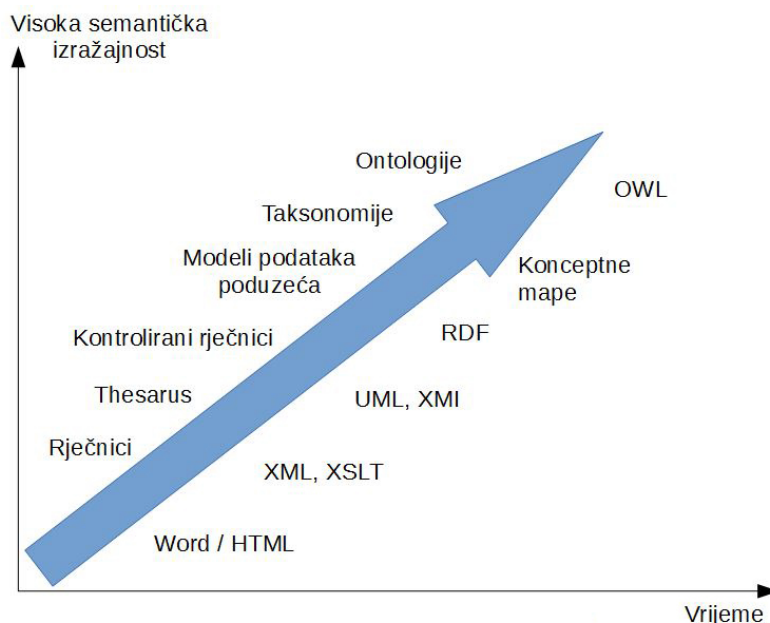 Visoka semantička
izražajnost
Ontologije
OWL
Taksonomije
Modeli podataka
poduzeća
Konceptne
mape
Kontrolirani rječnici
RDF
Thesarus
UML, XMI
Rječnici
XML, XSLT
Word / HTML
Vrijeme